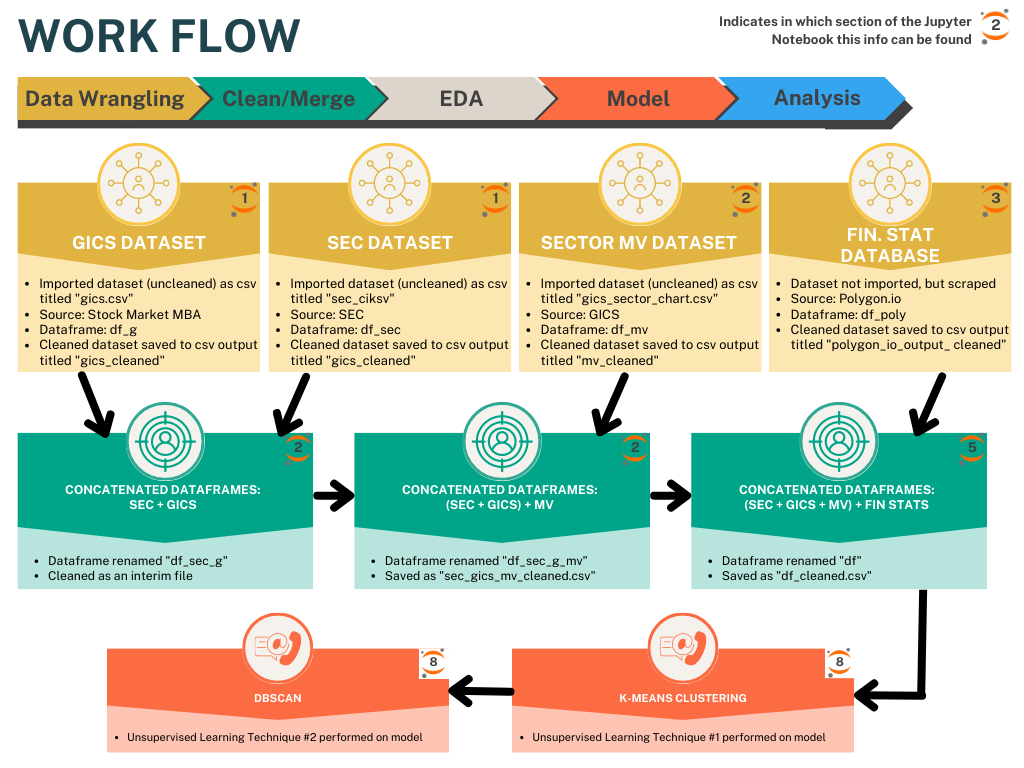 WORK FLOW
Indicates in which section of the Jupyter
Notebook this info can be found
2
Data Wrangling
Clean/Merge
EDA
Model
Analysis
1
GICS DATASET
• Imported dataset (uncleaned) as csv
titled "gics.csv"
• Source: Stock Market MBA
• Dataframe: df_g
• Cleaned dataset saved to csv output
titled "gics_cleaned"
1
SEC DATASET
• Imported dataset (uncleaned) as csv
titled "sec_ciksv"
• Source: SEC
• Dataframe: df_sec
• Cleaned dataset saved to csv output
titled "gics_cleaned"
2
SECTOR MV DATASET
• Imported dataset (uncleaned) as csv
titled "gics_sector_chart.csv"
• Source: GICS
• Dataframe: df_mv
• Cleaned dataset saved to csv output
titled "mv_cleaned"
3
FIN. STAT
DATABASE
• Dataset not imported, but scraped
• Source: Polygon.io
• Dataframe: df_poly
• Cleaned dataset saved to csv output
titled "polygon_io_output_ cleaned"
2
CONCATENATED DATAFRAMES:
SEC + GICS
• Dataframe renamed "df_sec_g"
• Cleaned as an interim file
2
CONCATENATED DATAFRAMES:
(SEC + GICS) + MV
• Dataframe renamed "df_sec_g_mv"
• Saved as "sec_gics_mv_cleaned.csv"
5
CONCATENATED DATAFRAMES:
(SEC + GICS + MV) + FIN STATS
• Dataframe renamed "df"
• Saved as "df_cleaned.csv"
8
DBSCAN
• Unsupervised Learning Technique #2 performed on model
8
K-MEANS CLUSTERING
• Unsupervised Learning Technique #1 performed on model